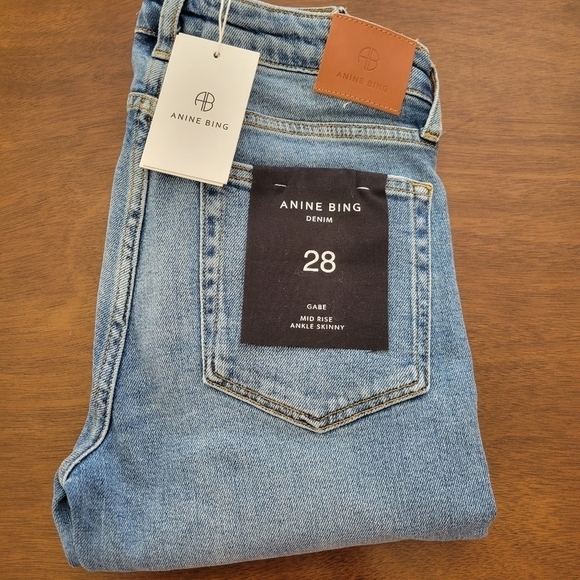 ANINE BING
AB
ANINE BING
ANINE BING
DENIM
28
GABE
MID RISE
ANKLE SKINNY